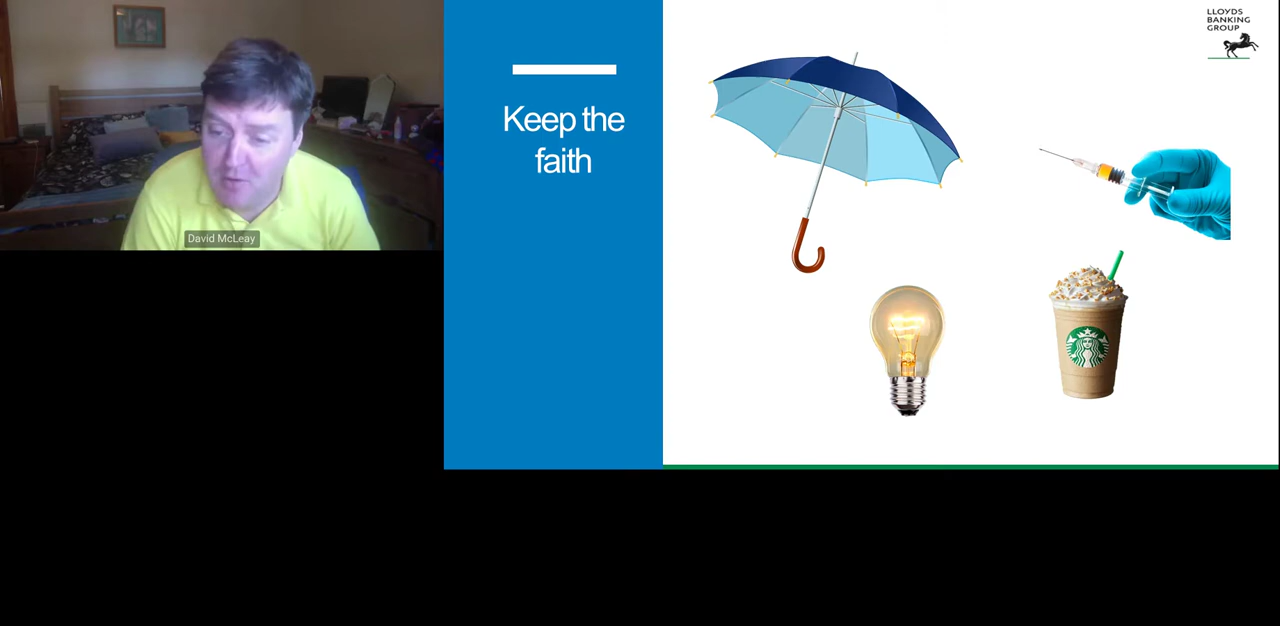 LLOYDS
BANKING
GROUP
Keep the
faith
David McLeay